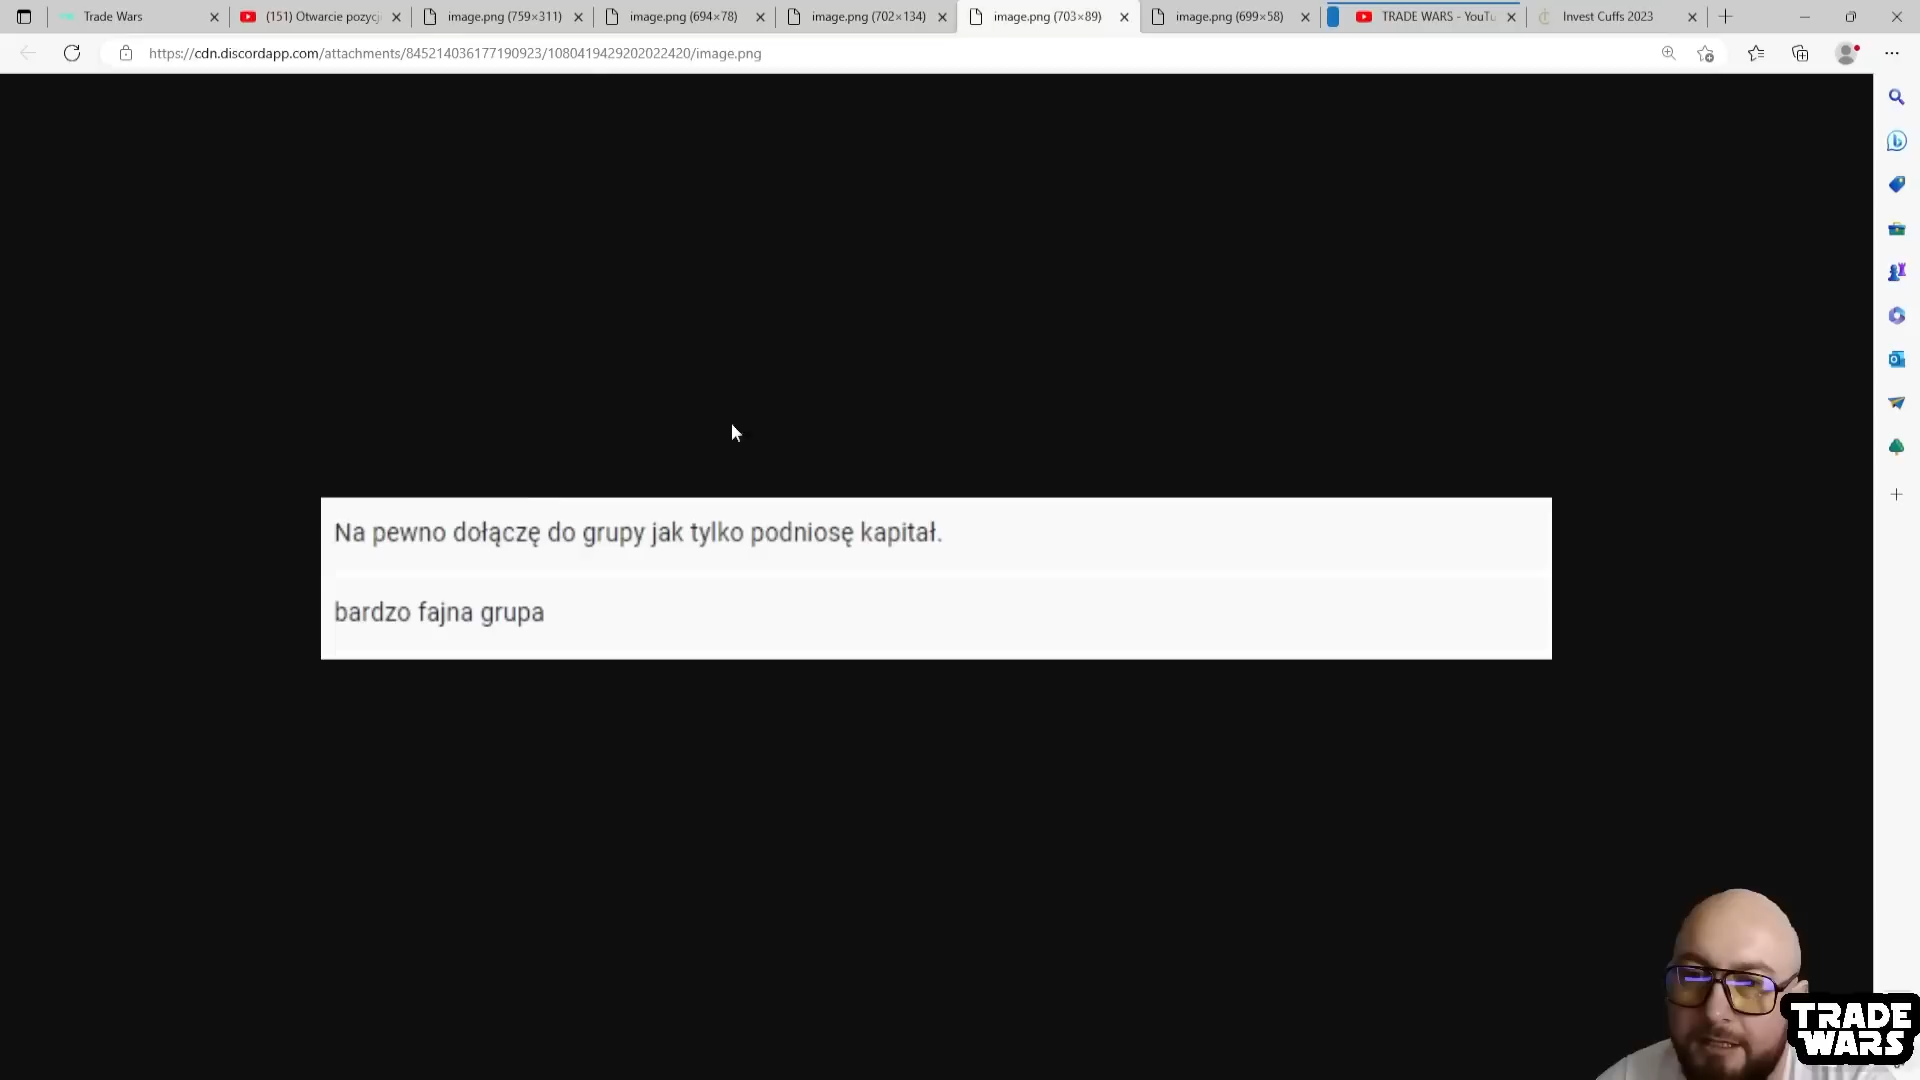 Trade Wars
(151) Otwarcie pozycj
image.png (759×311)
image.png (694×78)
image.png (702×134)
image.png (703×89)
image.png (699×58)
TRADE WARS - YouTu
Invest Cuffs 2023
https://cdn.discordapp.com/attachments/845214036177190923/1080419429202022420/image.png
Na pewno dołączę do grupy jak tylko podniosę kapitał.
bardzo fajna grupa
TRADE
WARS